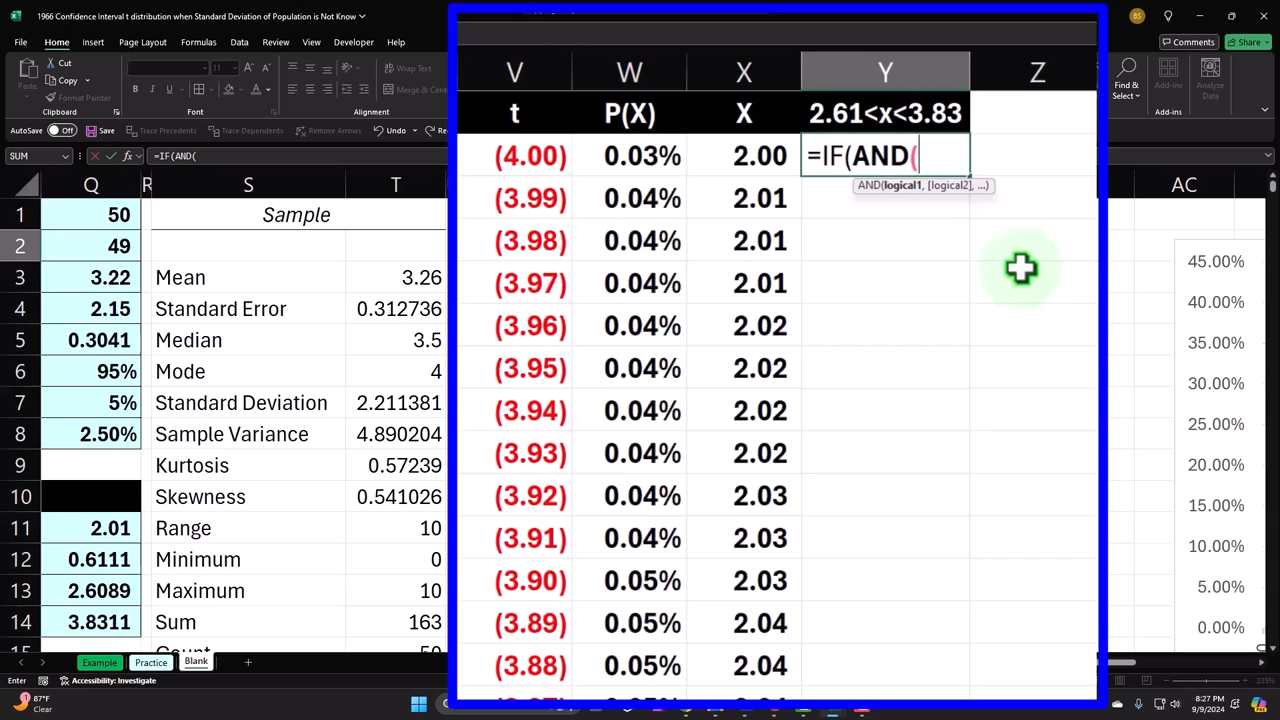 1966 Confidence Interval t distribution when Standard Deviation of Population is Not Know
BS
File Home Insert Page Layout Formulas Data Review View Developer
Comments Share
Cut
Copy
Format Painter
Clipboard
11
Font
Wrap Text
Merge
Alignment
Find &
Select
Analyze
Data
Add-ins
AutoSave Off Trace Precedents Trace Dependents Remove Arrows Undo
SUM =IF(AND(
Q R S T V W X Y Z AC
t P(X) X 2.61<x<3.83
(4.00) 0.03% 2.00 =IF(AND(
AND(logical1, [logical2], ...)
(3.99) 0.04% 2.01
(3.98) 0.04% 2.01
(3.97) 0.04% 2.01
(3.96) 0.04% 2.02
(3.95) 0.04% 2.02
(3.94) 0.04% 2.02
(3.93) 0.04% 2.02
(3.92) 0.04% 2.03
(3.91) 0.04% 2.03
(3.90) 0.05% 2.03
(3.89) 0.05% 2.04
(3.88) 0.05% 2.04
1 50 Sample
2 49
3 3.22 Mean 3.26
4 2.15 Standard Error 0.312736
5 0.3041 Median 3.5
6 95% Mode 4
7 5% Standard Deviation 2.211381
8 2.50% Sample Variance 4.890204
9 Kurtosis 0.57239
10 Skewness 0.541026
11 2.01 Range 10
12 0.6111 Minimum 0
13 2.6089 Maximum 10
14 3.8311 Sum 163
45.00%
40.00%
35.00%
30.00%
25.00%
20.00%
15.00%
10.00%
5.00%
0.00%
Example Practice Blank
Enter Accessibility: Investigate
235%
87°F
Clear
8:27 PM
9/9/2024